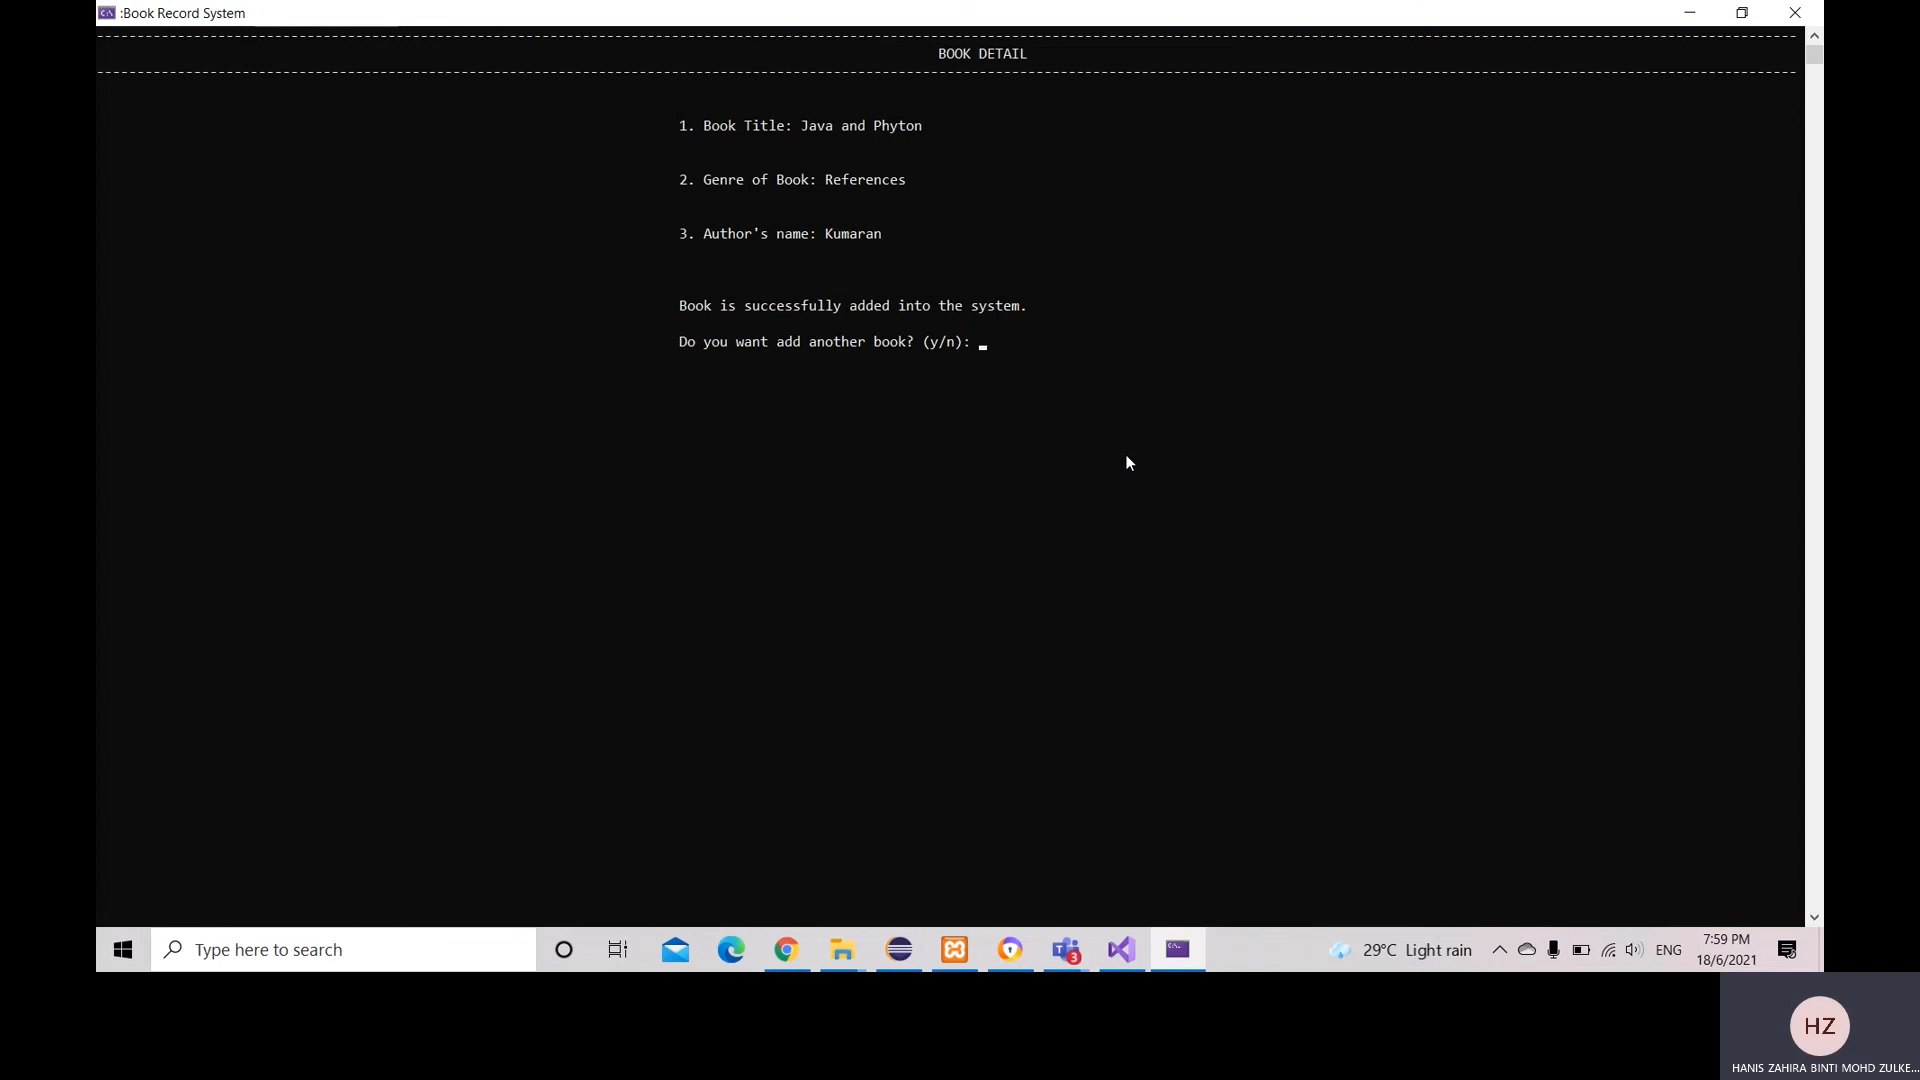 :Book Record System
BOOK DETAIL
1. Book Title: Java and Phyton
2. Genre of Book: References
3. Author's name: Kumaran
Book is successfully added into the system.
Do you want add another book? (y/n):
Type here to search
3
29°C Light rain
ENG
7:59 PM
18/6/2021
HZ
HANIS ZAHIRA BINTI MOHD ZULKE...